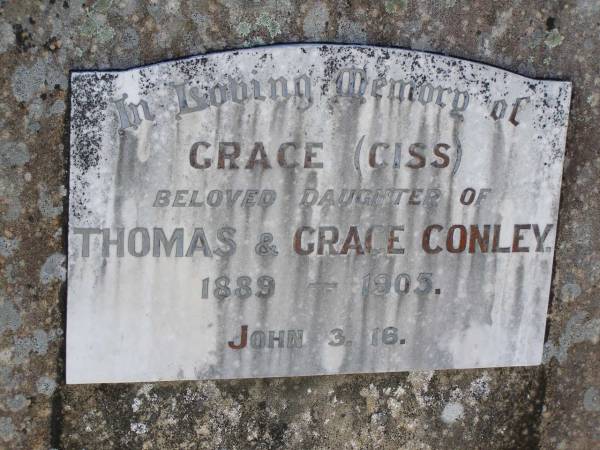 In Loving Memory of
GRACE (CISS)
BELOVED DAUGHTER OF
THOMAS & GRACE CONLEY.
1889 — 1905.
JOHN 3. 16.